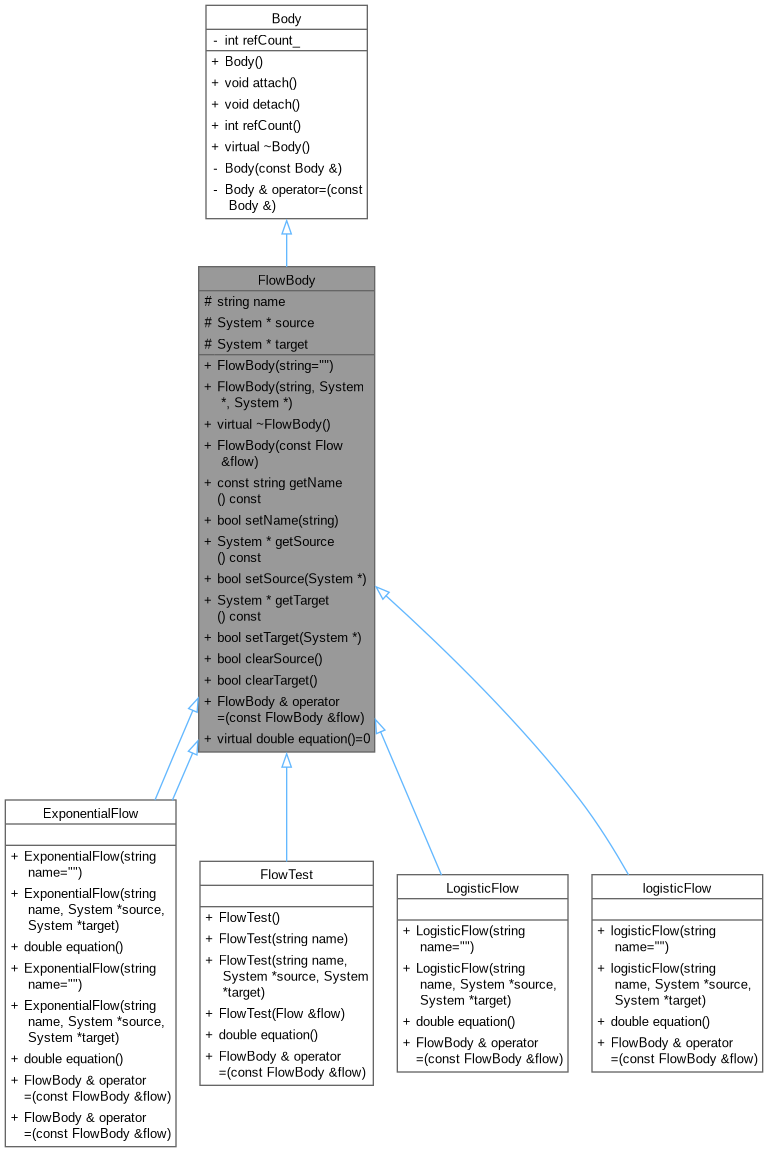 Body
- int refCount_
+ Body()
+ void attach()
+ void detach()
+ int refCount()
+ virtual ~Body()
- Body(const Body &)
- Body & operator=(const
Body &)
FlowBody
# string name
# System * source
# System * target
+ FlowBody(string="")
+ FlowBody(string, System
*, System *)
+ virtual ~FlowBody()
+ FlowBody(const Flow
&flow)
+ const string getName
() const
+ bool setName(string)
+ System * getSource
() const
+ bool setSource(System *)
+ System * getTarget
() const
+ bool setTarget(System *)
+ bool clearSource()
+ bool clearTarget()
+ FlowBody & operator
=(const FlowBody &flow)
+ virtual double equation()=0
ExponentialFlow
+ ExponentialFlow(string
name="")
+ ExponentialFlow(string
name, System *source,
System *target)
+ double equation()
+ ExponentialFlow(string
name="")
+ ExponentialFlow(string
name, System *source,
System *target)
+ double equation()
+ FlowBody & operator
=(const FlowBody &flow)
+ FlowBody & operator
=(const FlowBody &flow)
FlowTest
+ FlowTest()
+ FlowTest(string name)
+ FlowTest(string name,
System *source, System
*target)
+ FlowTest(Flow &flow)
+ double equation()
+ FlowBody & operator
=(const FlowBody &flow)
LogisticFlow
+ LogisticFlow(string
name="")
+ LogisticFlow(string
name, System *source,
System *target)
+ double equation()
+ FlowBody & operator
=(const FlowBody &flow)
logisticFlow
+ logisticFlow(string
name="")
+ logisticFlow(string
name, System *source,
System *target)
+ double equation()
+ FlowBody & operator
=(const FlowBody &flow)